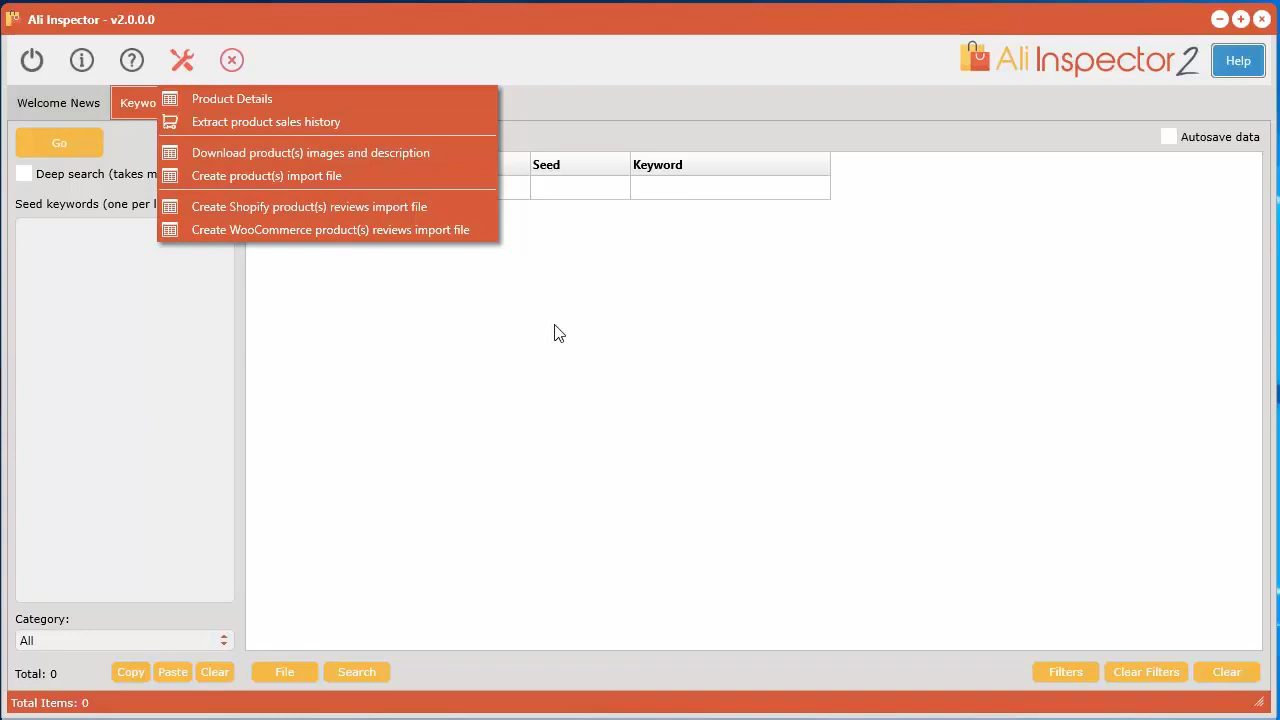 Ali Inspector - v2.0.0.0
Ali Inspector 2
Help
Welcome News
Keywo
Product Details
Extract product sales history
Download product(s) images and description
Create product(s) import file
Create Shopify product(s) reviews import file
Create WooCommerce product(s) reviews import file
Go
Autosave data
Deep search (takes m
Seed
Keyword
Seed keywords (one per l
Category:
All
Total: 0
Copy
Paste
Clear
File
Search
Filters
Clear Filters
Clear
Total Items: 0